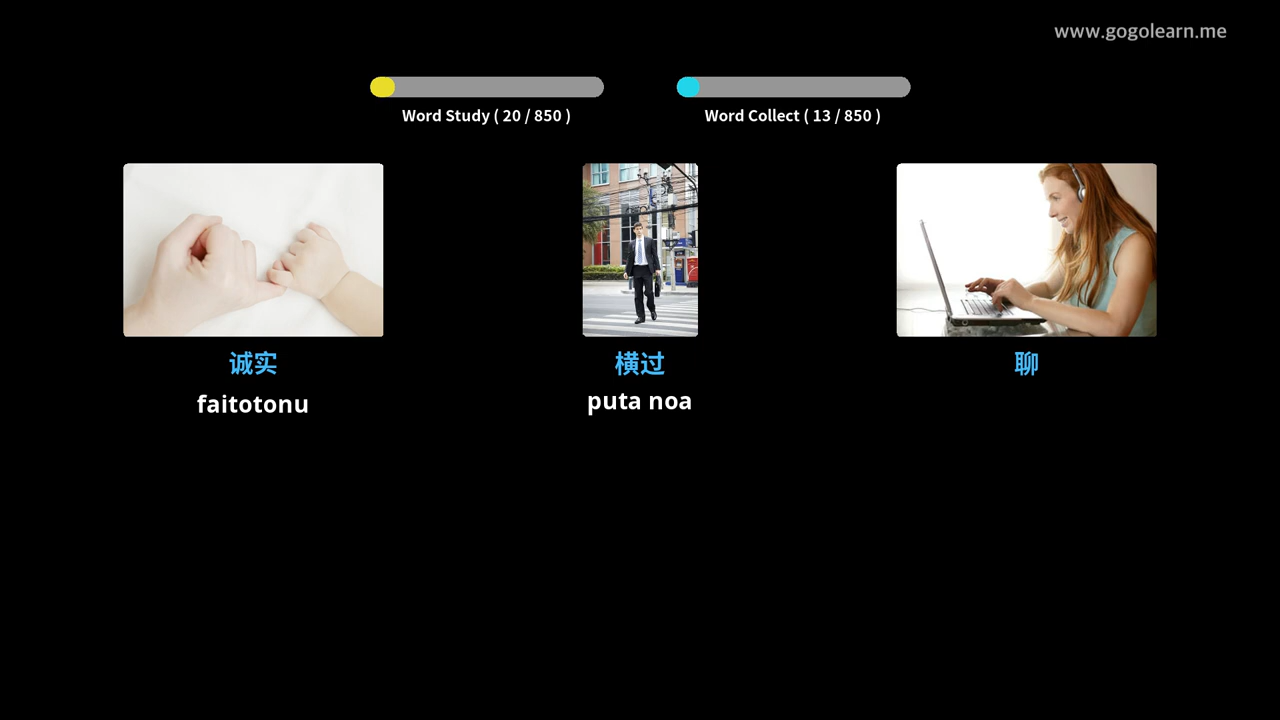 www.gogolearn.me
Word Study ( 20 / 850 )
Word Collect ( 13 / 850 )
诚实
faitotonu
横过
puta noa
聊